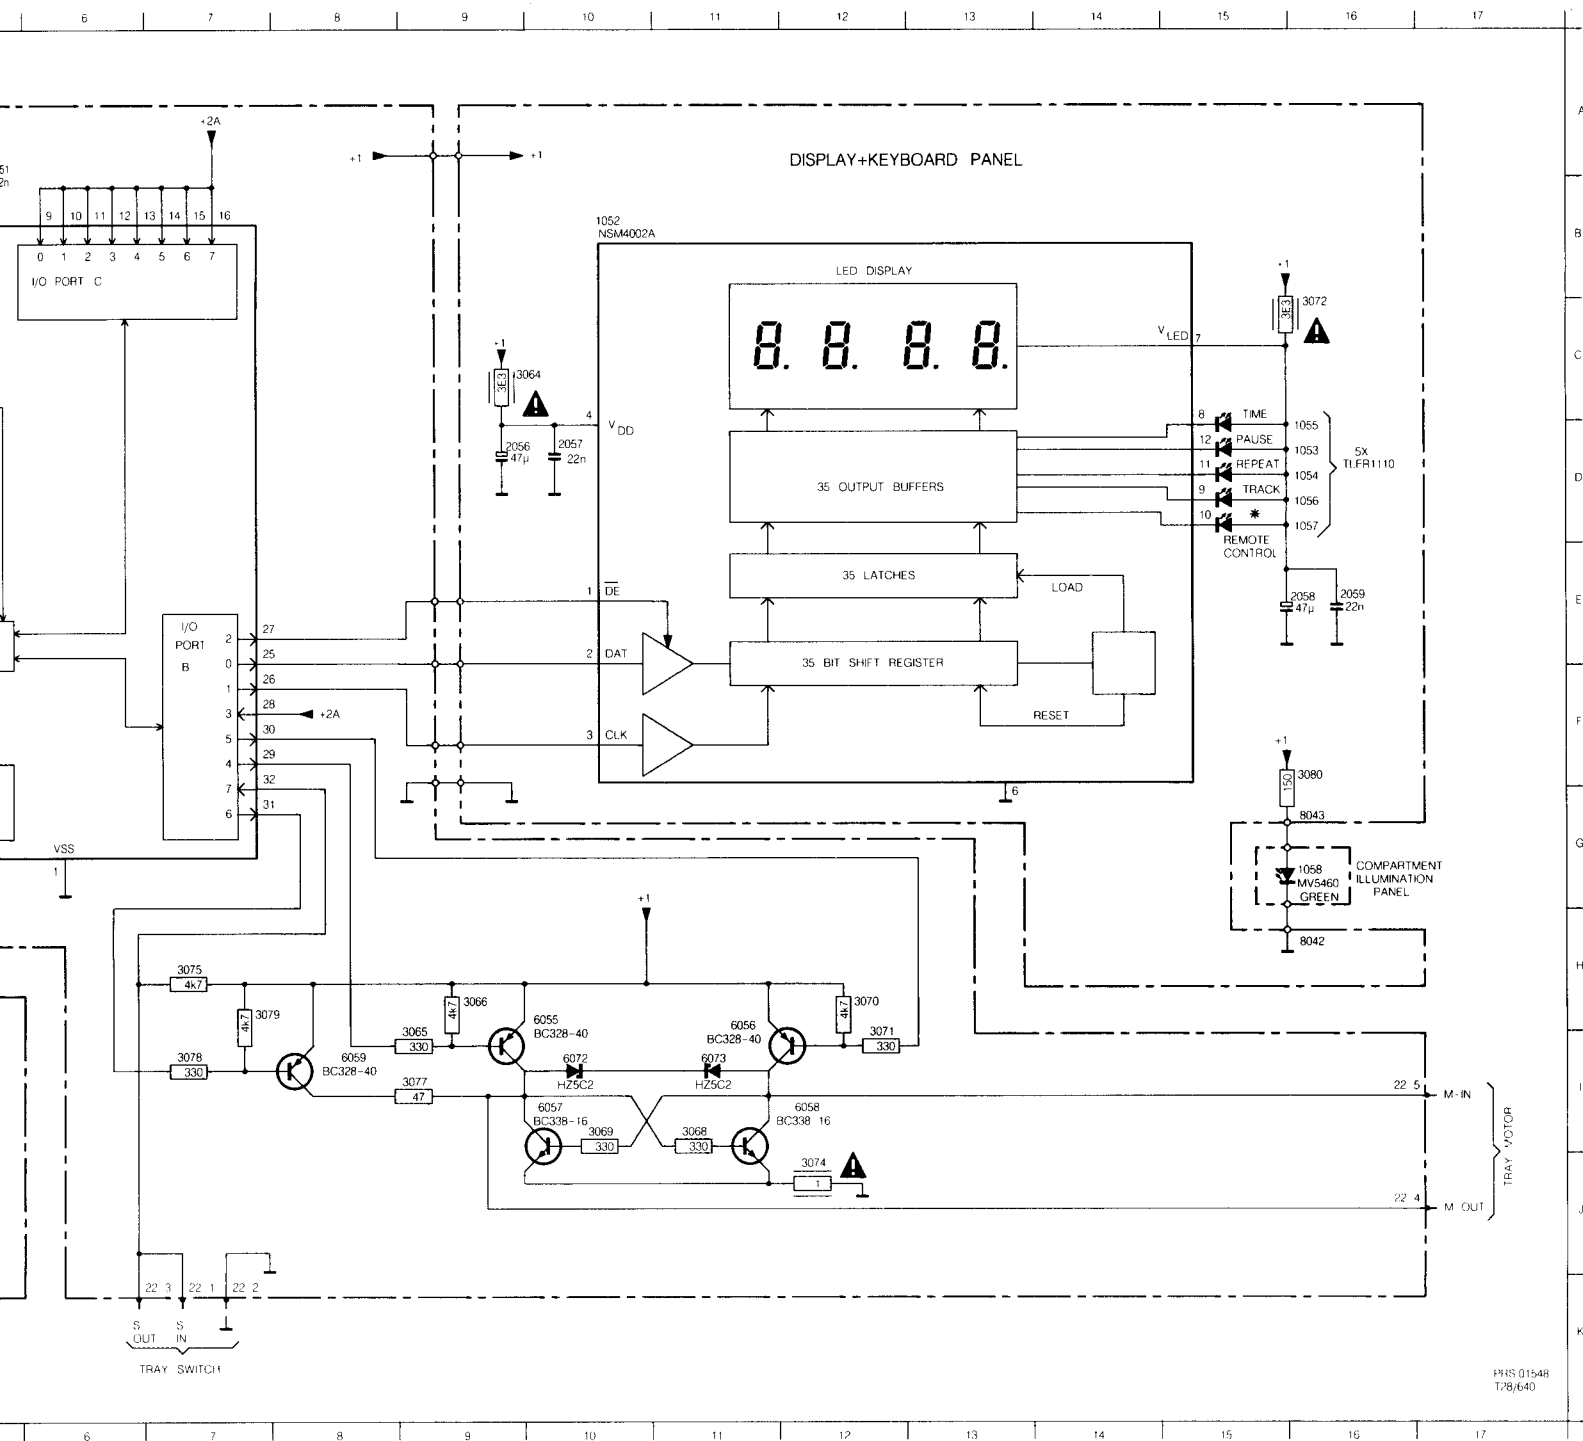 6 7 8 9 10 11 12 13 14 15 16 17
A
+2A
+1 +1
DISPLAY+KEYBOARD PANEL
51
2n
9 10 11 12 13 14 15 16
0 1 2 3 4 5 6 7
I/O PORT C
B
1052
NSM4002A
LED DISPLAY
8. 8. 8. 8.
+1
3E3 3072
VLED 7
C
+1
3E3 3064
4 VDD
2056
47µ
2057
22n
35 OUTPUT BUFFERS
8 TIME 1055
12 PAUSE 1053
11 REPEAT 1054
9 TRACK 1056
10 * 1057
REMOTE
CONTROL
5X
TLFR1110
D
35 LATCHES
LOAD
1 DE
2058
47µ
2059
22n
E
I/O
PORT
B
2 27
0 25
1 26
3 28 +2A
5 30
4 29
7 32
6 31
2 DAT
35 BIT SHIFT REGISTER
RESET
F
3 CLK
6
+1
150 3080
8043
VSS
1
1058
MV5460
GREEN
COMPARTMENT
ILLUMINATION
PANEL
G
8042
+1
H
3075
4k7
3079
4k7
3066
4k7
3070
4k7
3078
330
6059
BC328-40
3065
330
6055
BC328-40
6056
BC328-40
3071
330
6072
HZ5C2
6073
HZ5C2
3077
47
I
22 5 M-IN
6057
BC338-16
3069
330
3068
330
6058
BC338 16
3074
1
TRAY MOTOR
22 4 M OUT
J
22 3 22 1 22 2
S
OUT
S
IN
TRAY SWITCH
K
PRS 01548
T28/640
6 7 8 9 10 11 12 13 14 15 16 17